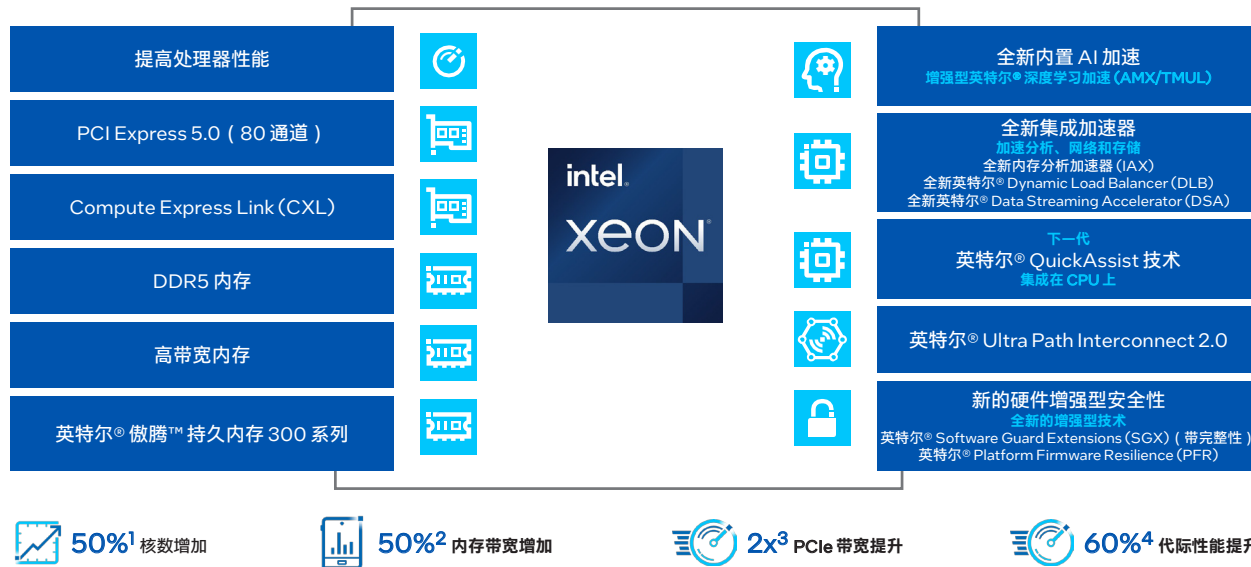 提高处理器性能
PCI Express 5.0（80 通道）
Compute Express Link (CXL)
DDR5 内存
高带宽内存
英特尔® 傲腾™ 持久内存 300 系列
intel.
xeon®
全新内置 AI 加速
增强型英特尔® 深度学习加速 (AMX/TMUL)
全新集成加速器
加速分析、网络和存储
全新内存分析加速器 (IAX)
全新英特尔® Dynamic Load Balancer (DLB)
全新英特尔® Data Streaming Accelerator (DSA)
下一代
英特尔® QuickAssist 技术
集成在 CPU 上
英特尔® Ultra Path Interconnect 2.0
新的硬件增强型安全性
全新的增强型技术
英特尔® Software Guard Extensions (SGX)（带完整性）
英特尔® Platform Firmware Resilience (PFR)
50%¹ 核数增加
50%² 内存带宽增加
2x³ PCIe 带宽提升
60%⁴ 代际性能提升